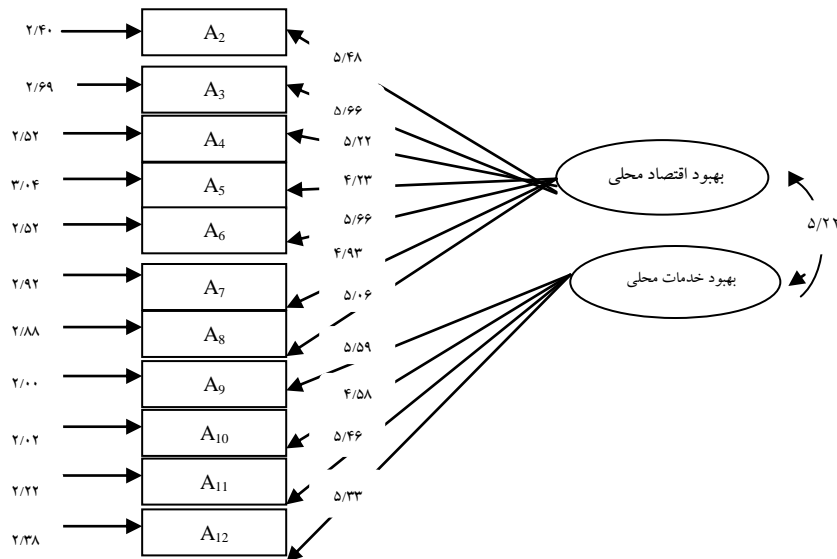 ۲/۴۰
A2
۵/۴۸
۲/۶۹
A3
۵/۶۶
۲/۵۲
A4
۵/۲۲
۳/۰۴
A5
۴/۲۳
بهبود اقتصاد محلی
۲/۵۲
A6
۵/۶۶
۵/۲۲
۴/۹۳
۲/۹۲
A7
بهبود خدمات محلی
۵/۰۶
۲/۸۸
A8
۵/۵۹
۲/۰۰
A9
۴/۵۸
۲/۰۲
A10
۵/۴۶
۲/۲۲
A11
۵/۳۳
۲/۳۸
A12